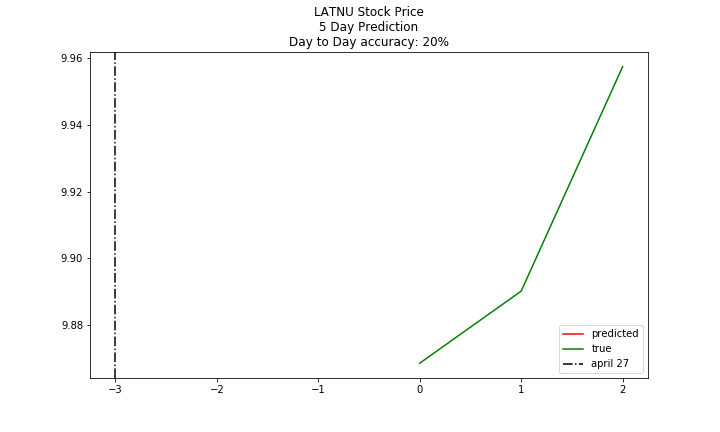 LATNU Stock Price
5 Day Prediction
Day to Day accuracy: 20%
9.96
9.94
9.92
9.90
9.88
−3
−2
−1
0
1
2
predicted
true
april 27